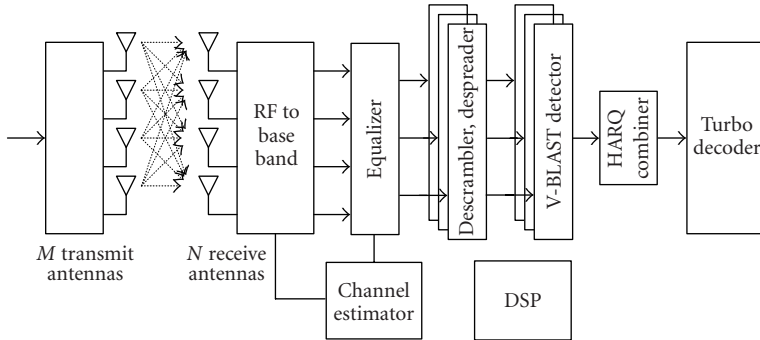 M transmit
antennas
N receive
antennas
RF to
base
band
Equalizer
Channel
estimator
Descrambler, despreader
V-BLAST detector
DSP
HARQ
combiner
Turbo
decoder